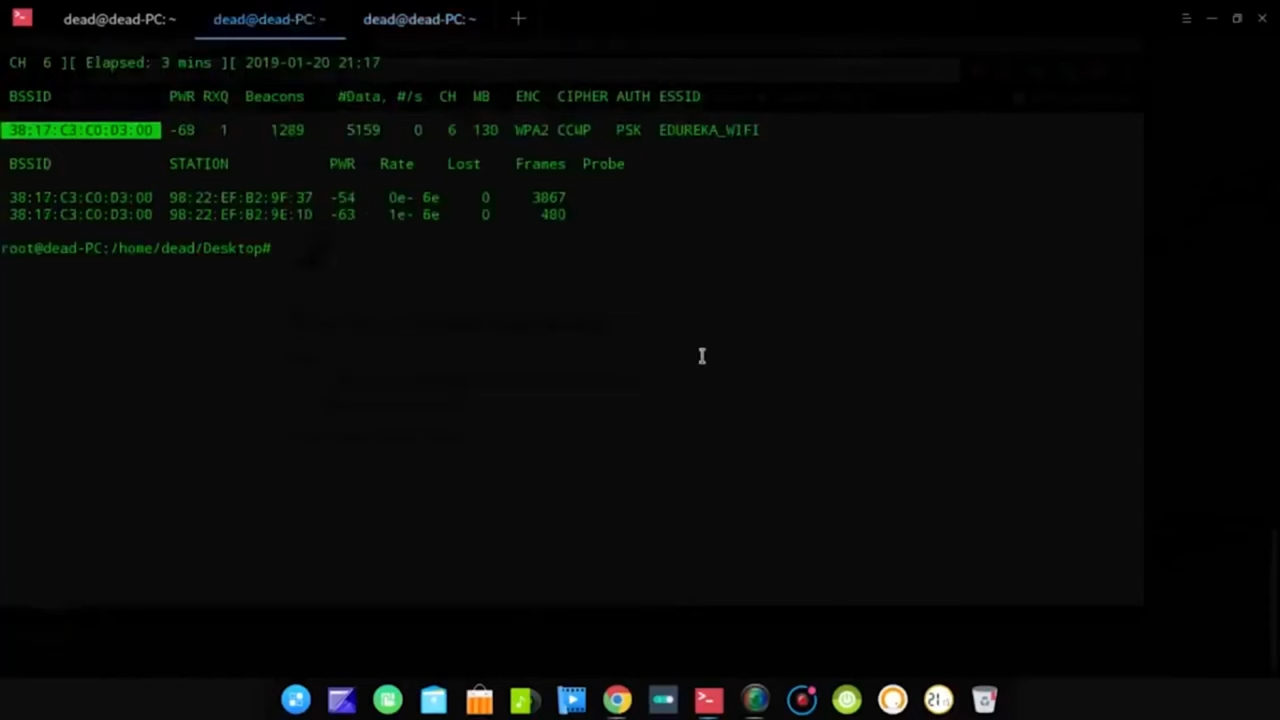 dead@dead-PC: ~ dead@dead-PC: ~ dead@dead-PC: ~
CH 6 ][ Elapsed: 3 mins ][ 2019-01-20 21:17
BSSID PWR RXQ Beacons #Data, #/s CH MB ENC CIPHER AUTH ESSID
38:17:C3:C0:D3:00 -69 1 1289 5159 0 6 130 WPA2 CCMP PSK EDUREKA_WIFI
BSSID STATION PWR Rate Lost Frames Probe
38:17:C3:C0:D3:00 98:22:EF:B2:9F:37 -54 0e- 6e 0 3867
38:17:C3:C0:D3:00 98:22:EF:B2:9E:1D -63 1e- 6e 0 480
root@dead-PC:/home/dead/Desktop#
21